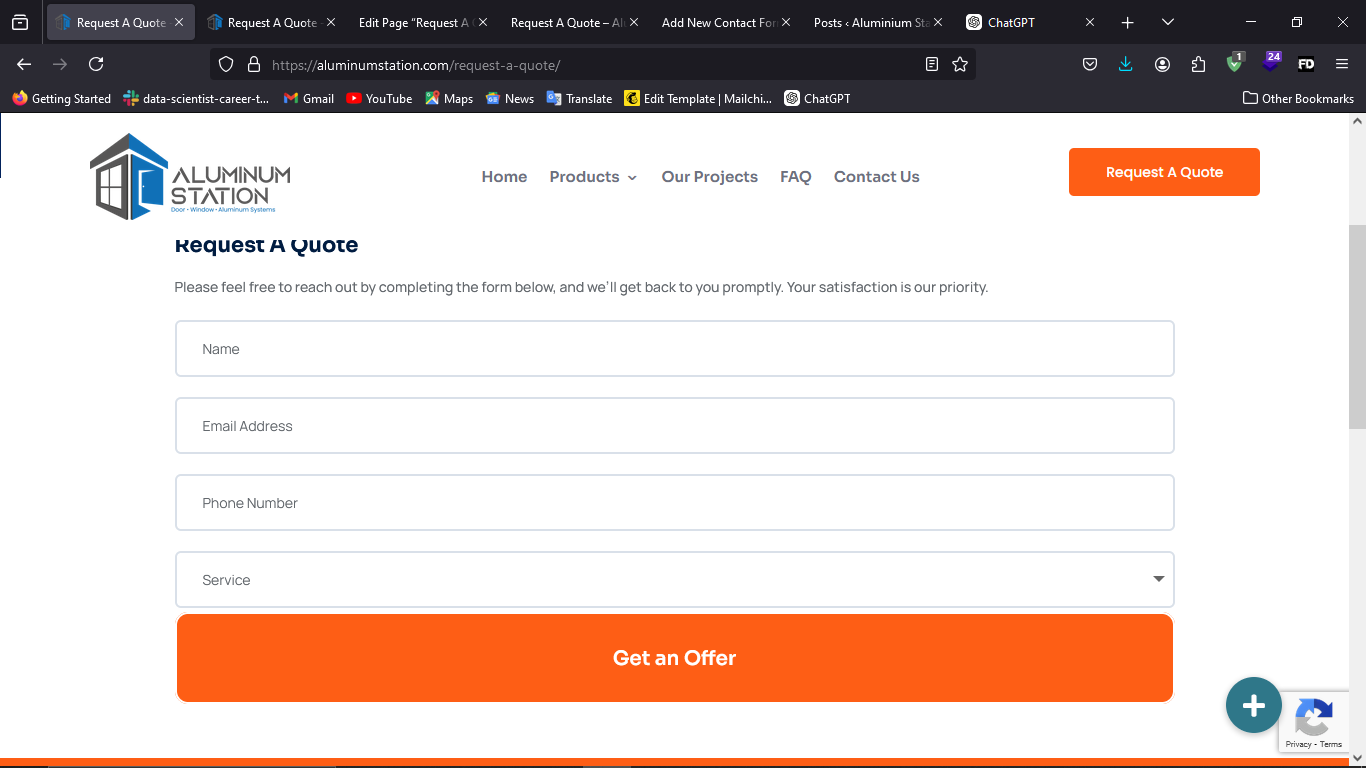 Request A Quote
Request A Quote
Edit Page "Request A
Request A Quote – Al
Add New Contact For
Posts ‹ Aluminium Sta
ChatGPT
https://aluminumstation.com/request-a-quote/
1
24
FD
Getting Started
data-scientist-career-t...
Gmail
YouTube
Maps
News
Translate
Edit Template | Mailchi...
ChatGPT
Other Bookmarks
ALUMINUM
STATION
Door • Window • Aluminum Systems
Home
Products
Our Projects
FAQ
Contact Us
Request A Quote
Request A Quote
Please feel free to reach out by completing the form below, and we'll get back to you promptly. Your satisfaction is our priority.
Name
Email Address
Phone Number
Service
Get an Offer
Privacy - Terms